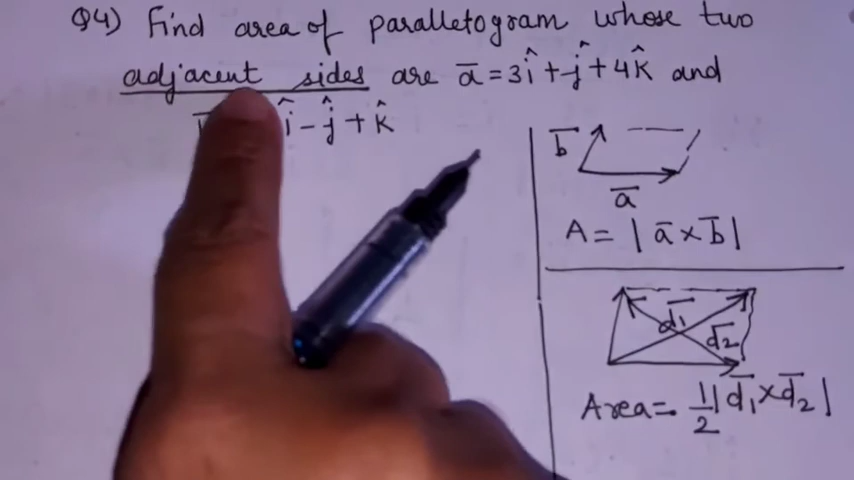 Q4) Find area of parallelogram whose two
adjacent sides are a̅ = 3î + ĵ + 4k̂ and
î - ĵ + k̂
b̅
a̅
A = | a̅ × b̅ |
d̅₁
d̅₂
Area = 1/2 | d̅₁ × d̅₂ |